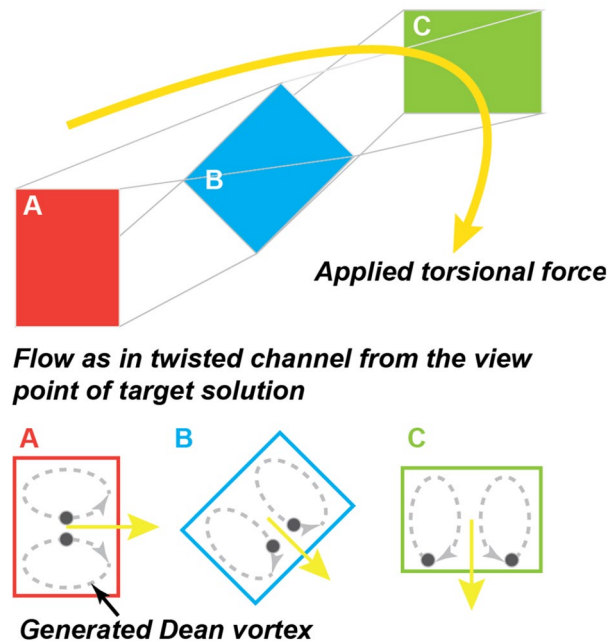 C
B
A
Applied torsional force
Flow as in twisted channel from the view
point of target solution
A B C
Generated Dean vortex